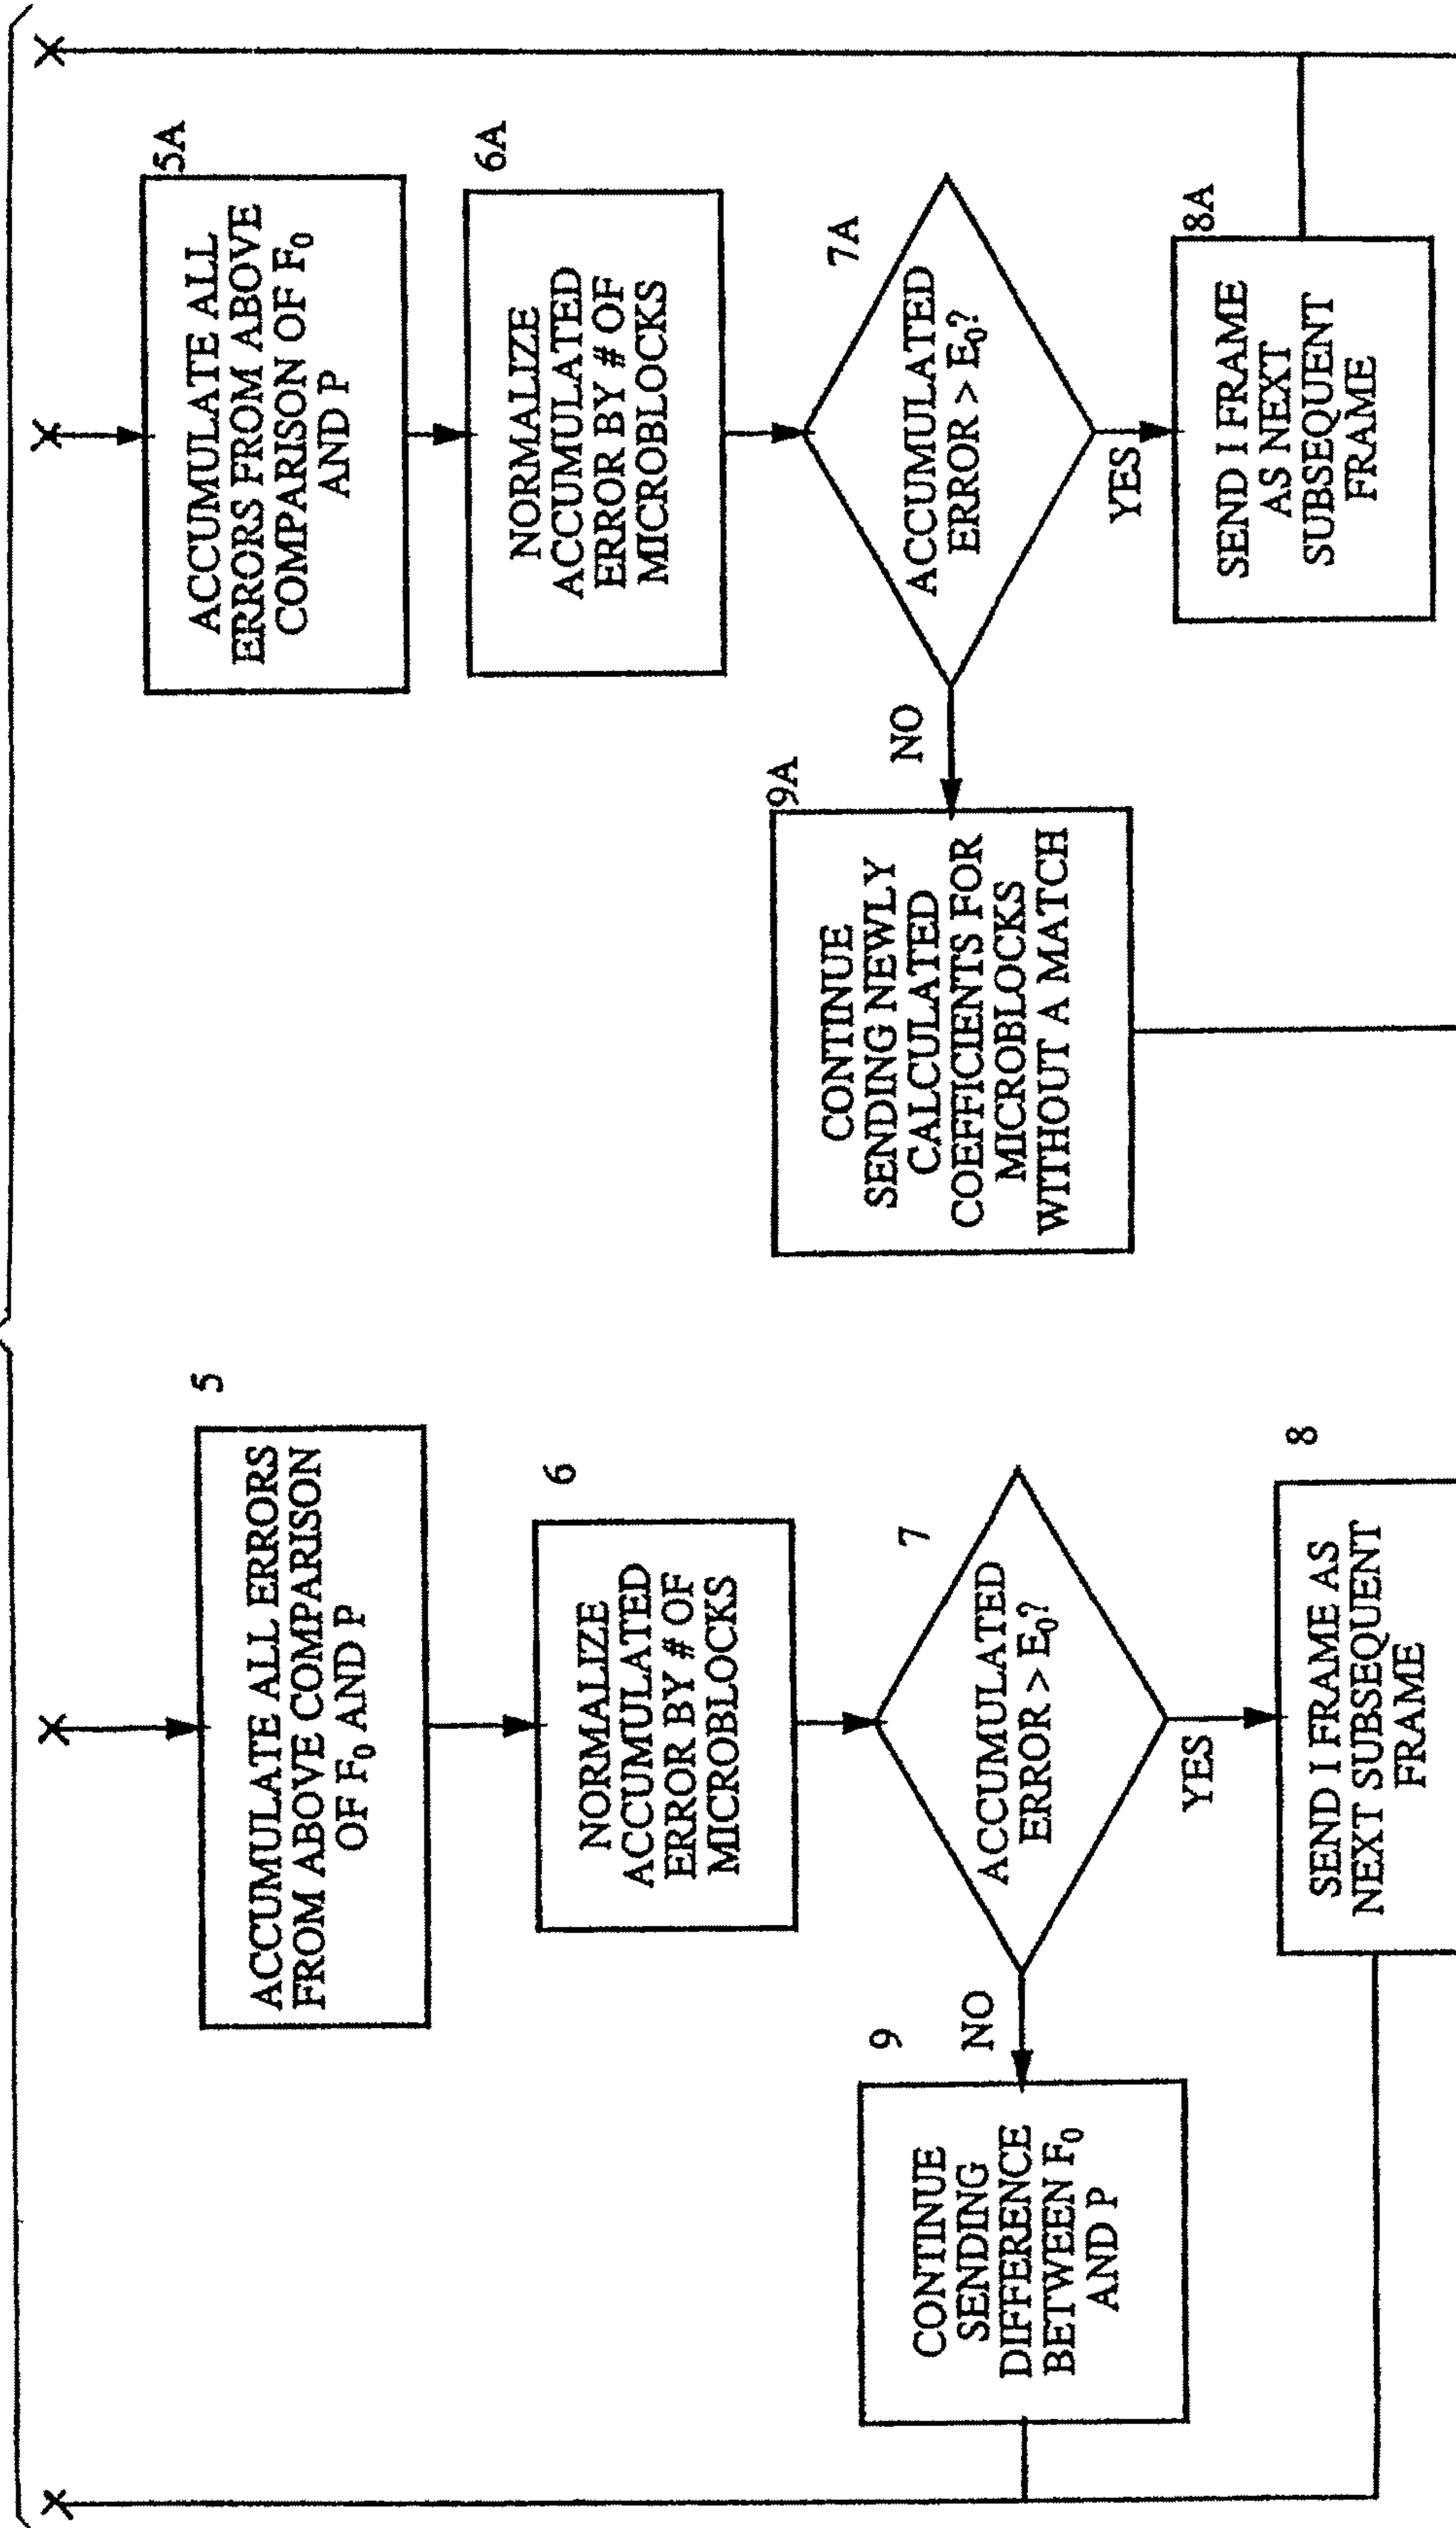 5
ACCUMULATE ALL ERRORS
FROM ABOVE COMPARISON
OF F₀ AND P
6
NORMALIZE
ACCUMULATED
ERROR BY # OF
MICROBLOCKS
7
ACCUMULATED
ERROR > E₀?
NO
YES
9
CONTINUE
SENDING
DIFFERENCE
BETWEEN F₀
AND P
8
SEND I FRAME AS
NEXT SUBSEQUENT
FRAME
5A
ACCUMULATE ALL
ERRORS FROM ABOVE
COMPARISON OF F₀
AND P
6A
NORMALIZE
ACCUMULATED
ERROR BY # OF
MICROBLOCKS
7A
ACCUMULATED
ERROR > E₀?
NO
YES
9A
CONTINUE
SENDING NEWLY
CALCULATED
COEFFICIENTS FOR
MICROBLOCKS
WITHOUT A MATCH
8A
SEND I FRAME
AS NEXT
SUBSEQUENT
FRAME